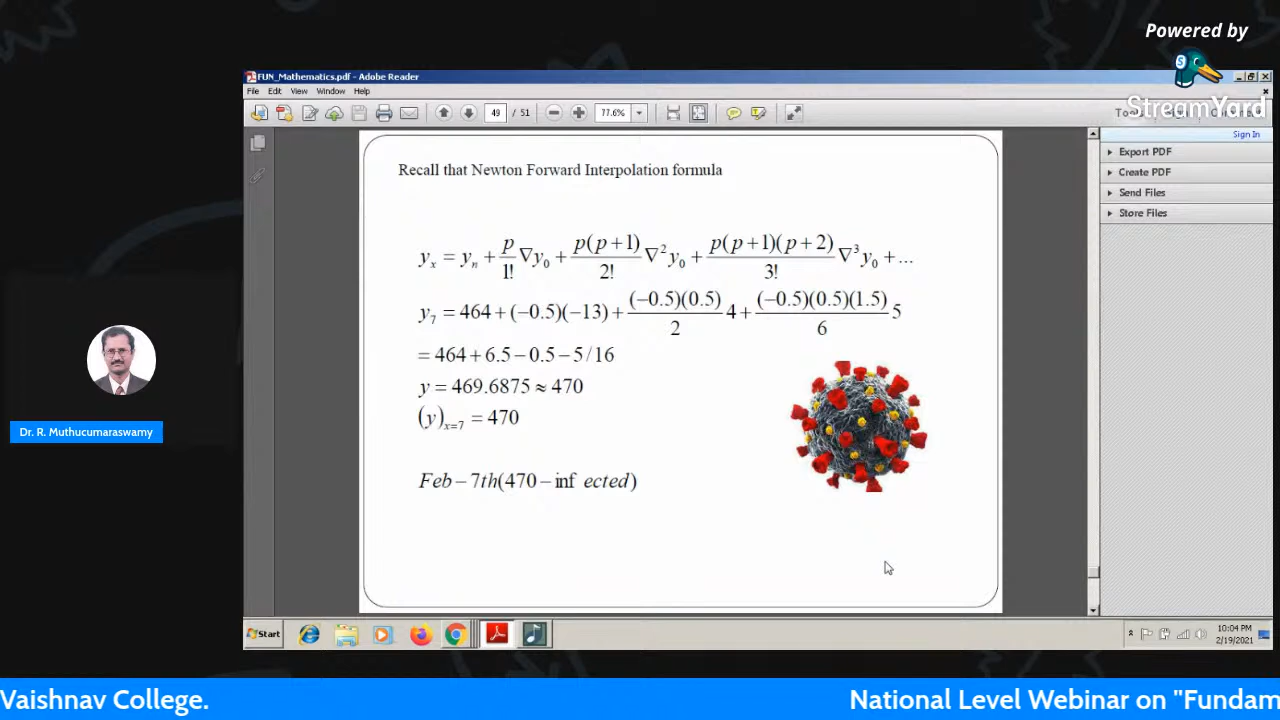 Powered by
StreamYard
FUN_Mathematics.pdf - Adobe Reader
File Edit View Window Help
49 / 51 77.6%
Sign In
Export PDF
Create PDF
Send Files
Store Files
Recall that Newton Forward Interpolation formula
y_x = y_n + p/1! ∇y_0 + p(p+1)/2! ∇²y_0 + p(p+1)(p+2)/3! ∇³y_0 + ...
y_7 = 464 + (−0.5)(−13) + (−0.5)(0.5)/2 4 + (−0.5)(0.5)(1.5)/6 5
= 464 + 6.5 − 0.5 − 5/16
y = 469.6875 ≈ 470
(y)_{x=7} = 470
Feb − 7th(470 − inf ected)
Dr. R. Muthucumaraswamy
Start
10:04 PM
2/19/2021
Vaishnav College.
National Level Webinar on "Fundam